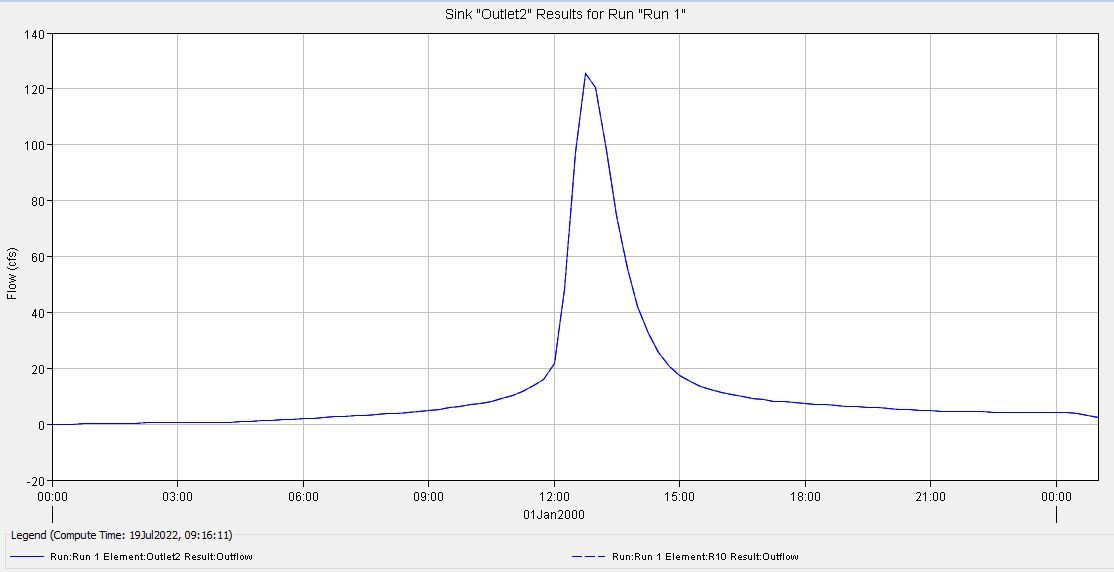 Sink "Outlet2" Results for Run "Run 1"
140
120
100
80
60
40
20
0
-20
Flow (cfs)
00:00 03:00 06:00 09:00 12:00 15:00 18:00 21:00 00:00
01Jan2000
Legend (Compute Time: 19Jul2022, 09:16:11)
Run:Run 1 Element:Outlet2 Result:Outflow Run:Run 1 Element:R10 Result:Outflow